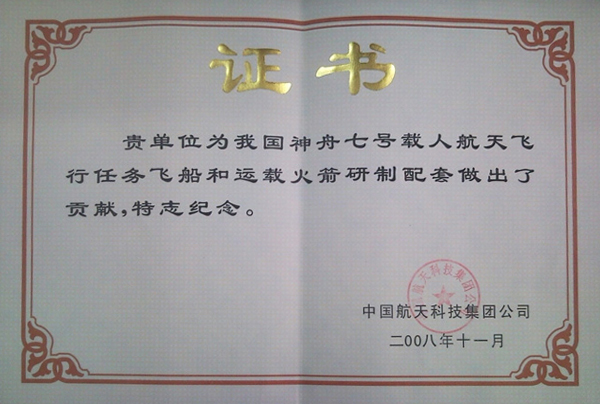 证书
贵单位为我国神舟七号载人航天飞
行任务飞船和运载火箭研制配套做出了
贡献,特志纪念。
中国航天科技集团公司
二00八年十一月